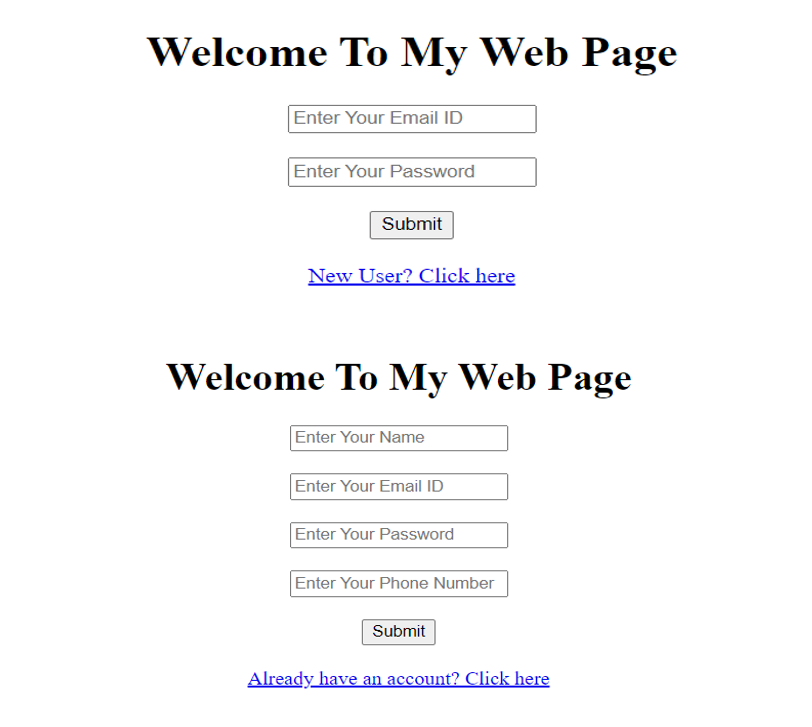 Welcome To My Web Page
Enter Your Email ID
Enter Your Password
Submit
New User? Click here
Welcome To My Web Page
Enter Your Name
Enter Your Email ID
Enter Your Password
Enter Your Phone Number
Submit
Already have an account? Click here